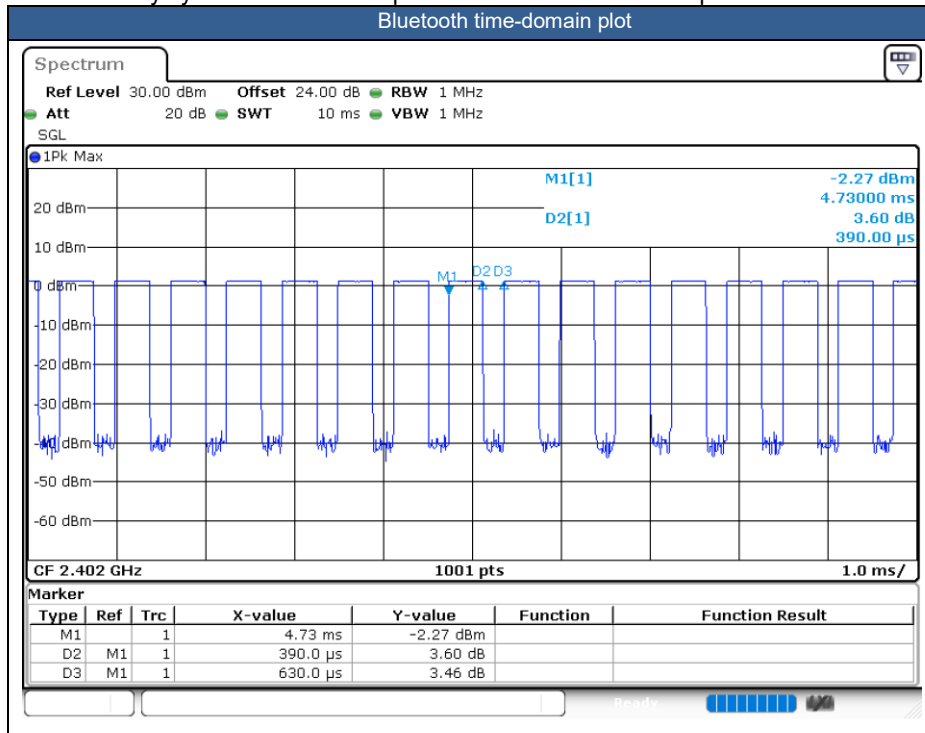 Bluetooth time-domain plot
Spectrum
Ref Level 30.00 dBm Offset 24.00 dB RBW 1 MHz
Att 20 dB SWT 10 ms VBW 1 MHz
SGL
1Pk Max
M1[1] -2.27 dBm
4.73000 ms
20 dBm
D2[1] 3.60 dB
390.00 µs
10 dBm
M1 D2 D3
0 dBm
-10 dBm
-20 dBm
-30 dBm
-40 dBm
-50 dBm
-60 dBm
CF 2.402 GHz 1001 pts 1.0 ms/
Marker
Type Ref Trc X-value Y-value Function Function Result
M1 1 4.73 ms -2.27 dBm
D2 M1 1 390.0 µs 3.60 dB
D3 M1 1 630.0 µs 3.46 dB
Ready